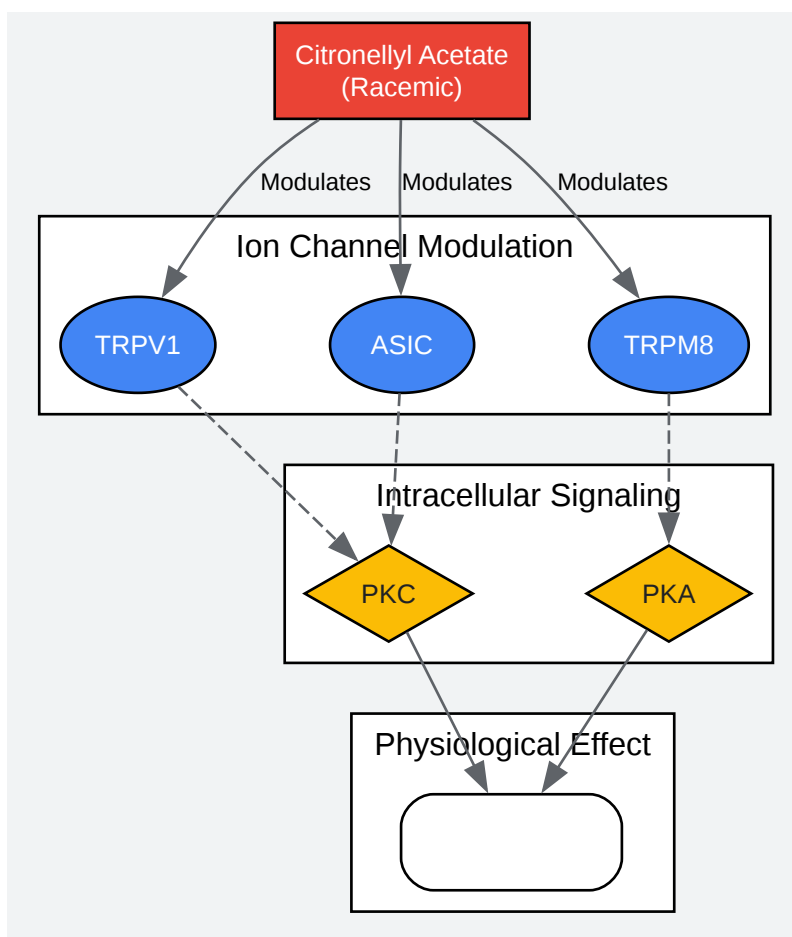 Citronellyl Acetate
(Racemic)
Modulates
Modulates
Modulates
Ion Channel Modulation
TRPV1
ASIC
TRPM8
Intracellular Signaling
PKC
PKA
Physiological Effect